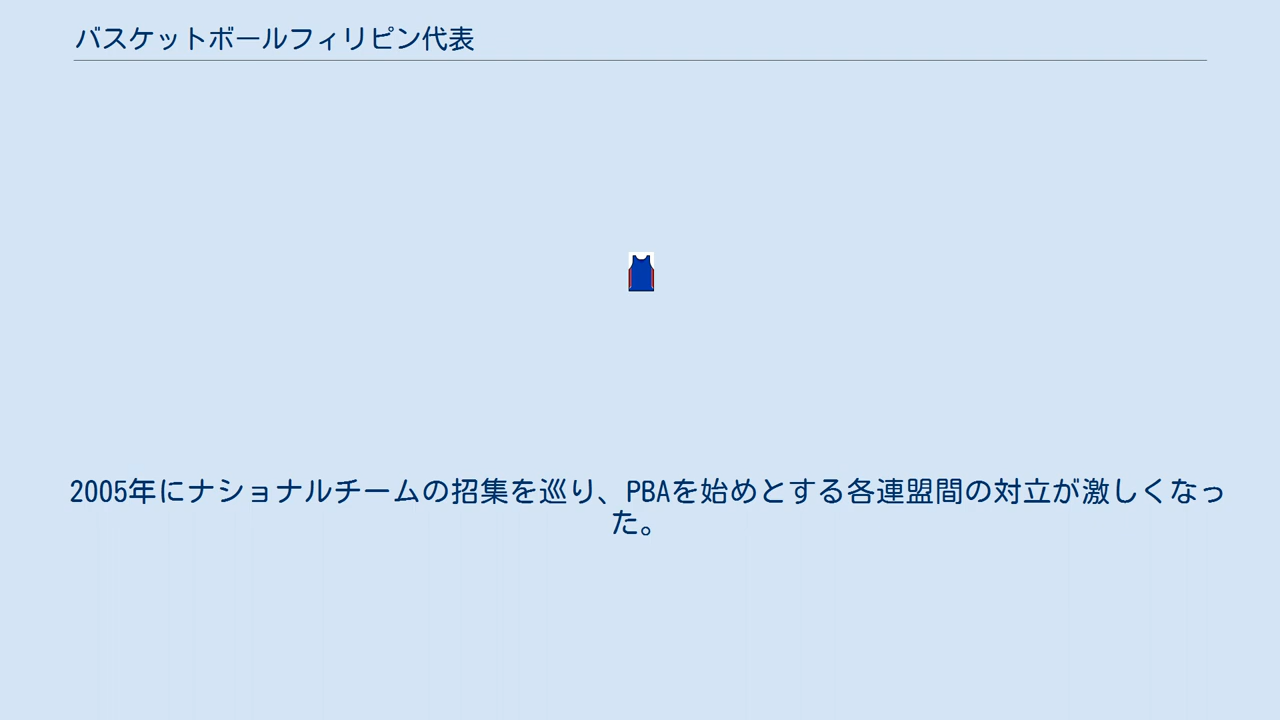 バスケットボールフィリピン代表
2005年にナショナルチームの招集を巡り、PBAを始めとする各連盟間の対立が激しくなっ
た。